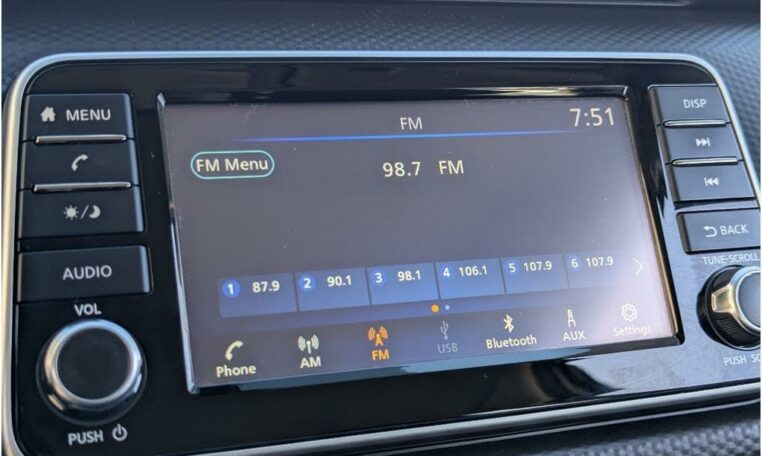 MENU
AUDIO
VOL
PUSH
FM
7:51
FM Menu
98.7 FM
1 87.9
2 90.1
3 98.1
4 106.1
5 107.9
6 107.9
Phone
AM
FM
USB
Bluetooth
AUX
Settings
DISP
BACK
TUNE·SCROLL
PUSH